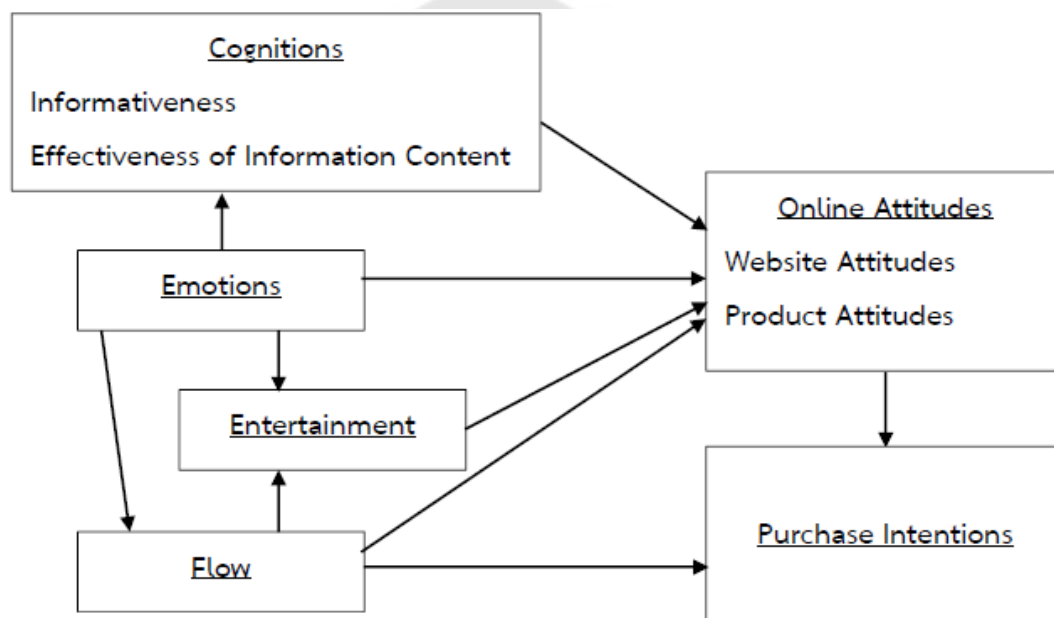 Cognitions
Informativeness
Effectiveness of Information Content
Online Attitudes
Website Attitudes
Product Attitudes
Emotions
Entertainment
Flow
Purchase Intentions